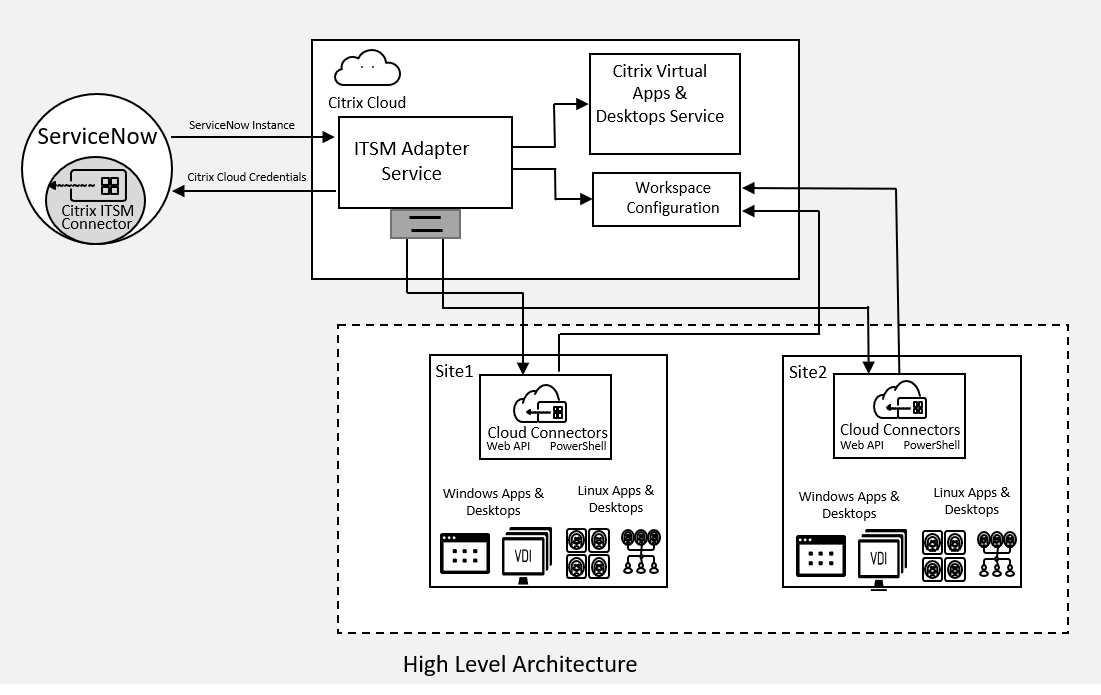 Citrix Cloud
ServiceNow
Citrix ITSM
Connector
ServiceNow Instance
Citrix Cloud Credentials
ITSM Adapter
Service
Citrix Virtual
Apps &
Desktops Service
Workspace
Configuration
Site1
Cloud Connectors
Web API PowerShell
Windows Apps &
Desktops
Linux Apps &
Desktops
VDI
Site2
Cloud Connectors
Web API PowerShell
Windows Apps &
Desktops
Linux Apps &
Desktops
VDI
High Level Architecture